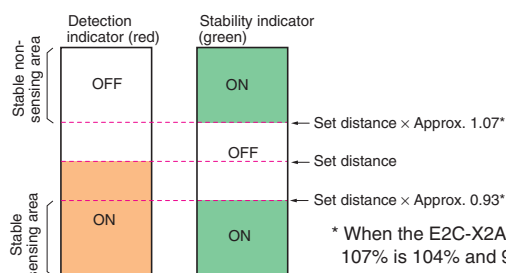 Detection
indicator (red)
Stability indicator
(green)
Stable non-
sensing area
OFF
ON
Set distance × Approx. 1.07*
OFF
Set distance
Set distance × Approx. 0.93*
Stable
sensing area
ON
ON
* When the E2C-X2A
107% is 104% and 9